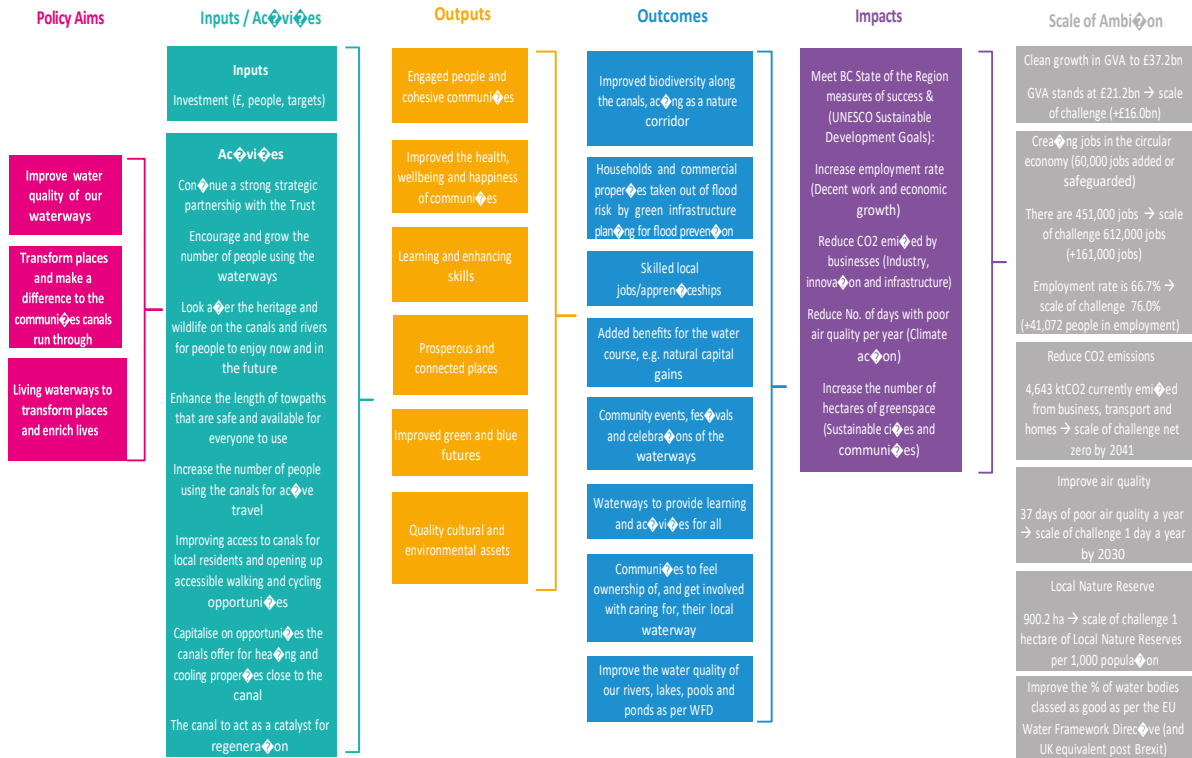 Policy Aims
Improve water
quality of our
waterways
Transform places
and make a
difference to the
communi�es canals
run through
Living waterways to
transform places
and enrich lives
Inputs / Ac�vi�es
Inputs
Investment (£, people, targets)
Ac�vi�es
Con�nue a strong strategic
partnership with the Trust
Encourage and grow the
number of people using the
waterways
Look a�er the heritage and
wildlife on the canals and rivers
for people to enjoy now and in
the future
Enhance the length of towpaths
that are safe and available for
everyone to use
Increase the number of people
using the canals for ac�ve
travel
Improving access to canals for
local residents and opening up
accessible walking and cycling
opportuni�es
Capitalise on opportuni�es the
canals offer for hea�ng and
cooling proper�es close to the
canal
The canal to act as a catalyst for
regenera�on
Outputs
Engaged people and
cohesive communi�es
Improved the health,
wellbeing and happiness
of communi�es
Learning and enhancing
skills
Prosperous and
connected places
Improved green and blue
futures
Quality cultural and
environmental assets
Outcomes
Improved biodiversity along
the canals, ac�ng as a nature
corridor
Households and commercial
proper�es taken out of flood
risk by green infrastructure
plan�ng for flood preven�on
Skilled local
jobs/appren�ceships
Added benefits for the water
course, e.g. natural capital
gains
Community events, fes�vals
and celebra�ons of the
waterways
Waterways to provide learning
and ac�vi�es for all
Communi�es to feel
ownership of, and get involved
with caring for, their local
waterway
Improve the water quality of
our rivers, lakes, pools and
ponds as per WFD
Impacts
Meet BC State of the Region
measures of success &
(UNESCO Sustainable
Development Goals):
Increase employment rate
(Decent work and economic
growth)
Reduce CO2 emi�ed by
businesses (Industry,
innova�on and infrastructure)
Reduce No. of days with poor
air quality per year (Climate
ac�on)
Increase the number of
hectares of greenspace
(Sustainable ci�es and
communi�es)
Scale of Ambi�on
Clean growth in GVA to £37.2bn
GVA stands at £21.2bn → scale
of challenge (+£16.0bn)
Crea�ng jobs in the circular
economy (60,000 jobs added or
safeguarded)
There are 451,000 jobs → scale
of challenge 612,000 jobs
(+161,000 jobs)
Employment rate is 66.7% →
scale of challenge 76.0%
(+41,072 people in employment)
Reduce CO2 emissions
4,643 ktCO2 currently emi�ed
from business, transport and
homes → scale of challenge net
zero by 2041
Improve air quality
37 days of poor air quality a year
→ scale of challenge 1 day a year
by 2030
Local Nature Reserve
900.2 ha → scale of challenge 1
hectare of Local Nature Reserves
per 1,000 popula�on
Improve the % of water bodies
classed as good as per the EU
Water Framework Direc�ve (and
UK equivalent post Brexit)